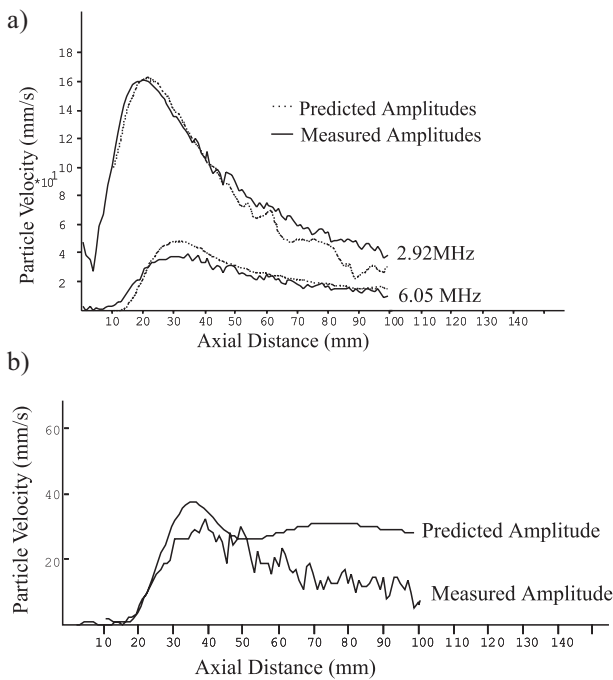 a)
18
16
14
12
10
*10¹
8
6
4
2
Particle Velocity (mm/s)
Predicted Amplitudes
Measured Amplitudes
2.92MHz
6.05 MHz
10 20 30 40 50 60 70 80 90 100 110 120 130 140
Axial Distance (mm)
b)
60
40
20
Particle Velocity (mm/s)
Predicted Amplitude
Measured Amplitude
10 20 30 40 50 60 70 80 90 100 110 120 130 140
Axial Distance (mm)